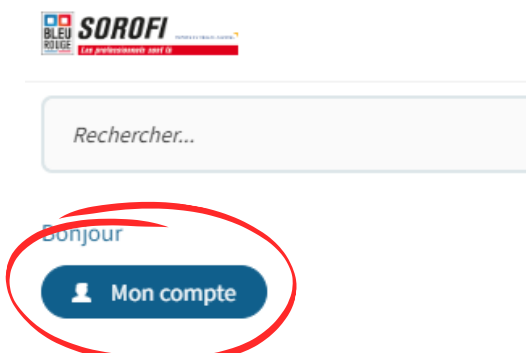 BLEU
ROUGE
SOROFI
Les professionnels sont là
Rechercher...
Bonjour
Mon compte